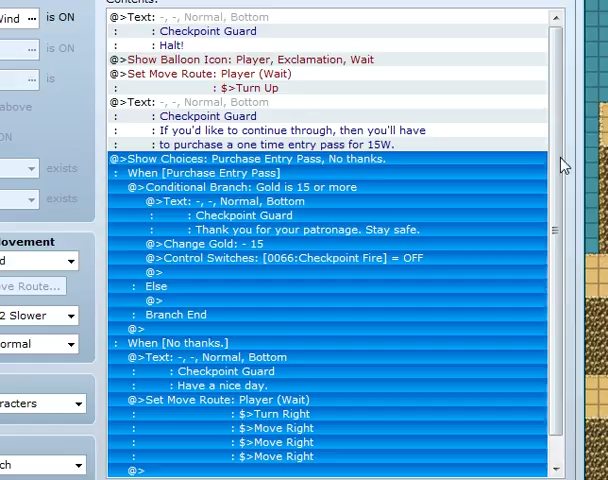 Contents:
Wind ... is ON
... is ON
... is
above
ON
exists
exists
ovement
ve Route...
2 Slower
ormal
racters
ch
@>Text: -, -, Normal, Bottom
: : Checkpoint Guard
: : Halt!
@>Show Balloon Icon: Player, Exclamation, Wait
@>Set Move Route: Player (Wait)
: : $>Turn Up
@>Text: -, -, Normal, Bottom
: : Checkpoint Guard
: : If you'd like to continue through, then you'll have
: : to purchase a one time entry pass for 15W.
@>Show Choices: Purchase Entry Pass, No thanks.
: When [Purchase Entry Pass]
@>Conditional Branch: Gold is 15 or more
@>Text: -, -, Normal, Bottom
: : Checkpoint Guard
: : Thank you for your patronage. Stay safe.
@>Change Gold: - 15
@>Control Switches: [0066:Checkpoint Fire] = OFF
@>
: Else
@>
: Branch End
@>
: When [No thanks.]
@>Text: -, -, Normal, Bottom
: : Checkpoint Guard
: : Have a nice day.
@>Set Move Route: Player (Wait)
: : $>Turn Right
: : $>Move Right
: : $>Move Right
: : $>Move Right
@>